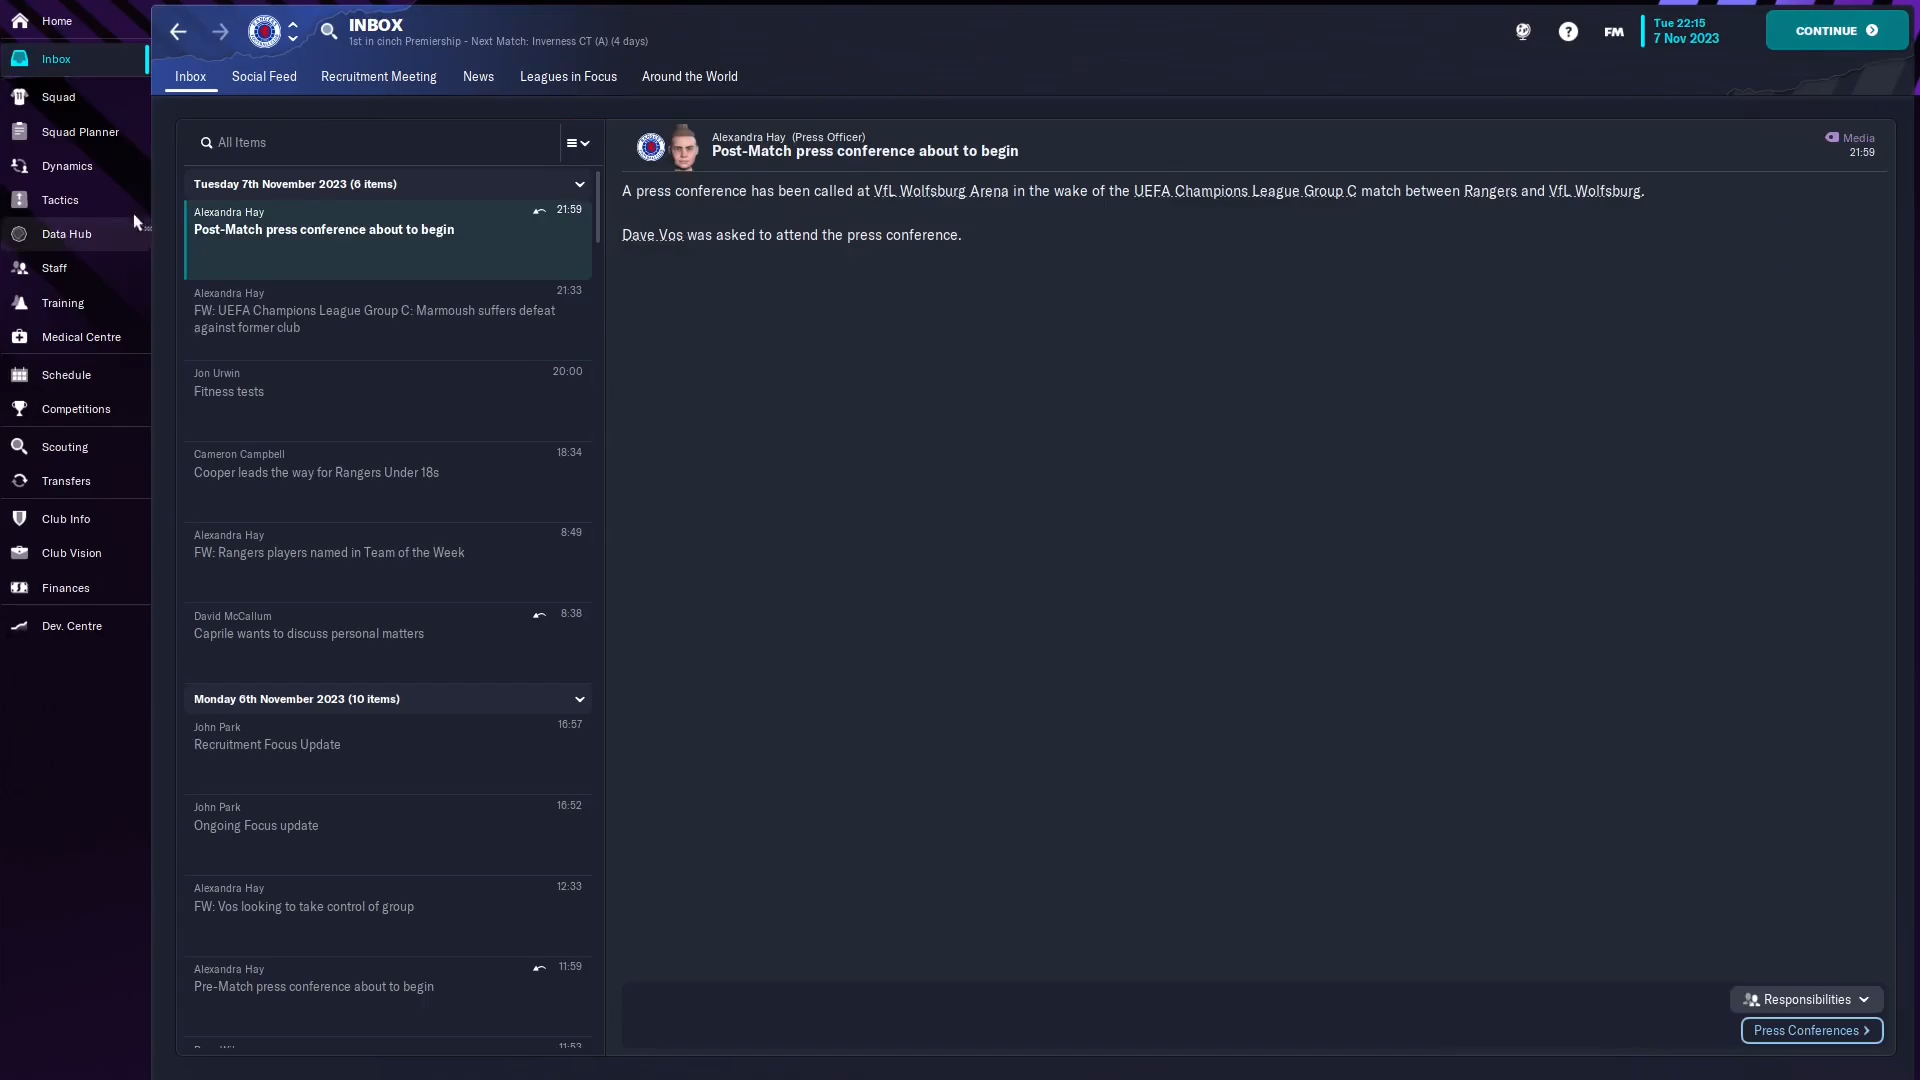 Home
Inbox
Squad
Squad Planner
Dynamics
Tactics
Data Hub
Staff
Training
Medical Centre
Schedule
Competitions
Scouting
Transfers
Club Info
Club Vision
Finances
Dev. Centre
INBOX
1st in cinch Premiership - Next Match: Inverness CT (A) (4 days)
FM
Tue 22:15
7 Nov 2023
CONTINUE
Inbox Social Feed Recruitment Meeting News Leagues in Focus Around the World
All Items
Tuesday 7th November 2023 (6 items)
Alexandra Hay 21:59
Post-Match press conference about to begin
Alexandra Hay 21:33
FW: UEFA Champions League Group C: Marmoush suffers defeat
against former club
Jon Urwin 20:00
Fitness tests
Cameron Campbell 18:34
Cooper leads the way for Rangers Under 18s
Alexandra Hay 8:49
FW: Rangers players named in Team of the Week
David McCallum 8:38
Caprile wants to discuss personal matters
Monday 6th November 2023 (10 items)
John Park 16:57
Recruitment Focus Update
John Park 16:52
Ongoing Focus update
Alexandra Hay 12:33
FW: Vos looking to take control of group
Alexandra Hay 11:59
Pre-Match press conference about to begin
11:53
Alexandra Hay (Press Officer)
Post-Match press conference about to begin
Media
21:59
A press conference has been called at VfL Wolfsburg Arena in the wake of the UEFA Champions League Group C match between Rangers and VfL Wolfsburg.
Dave Vos was asked to attend the press conference.
Responsibilities
Press Conferences